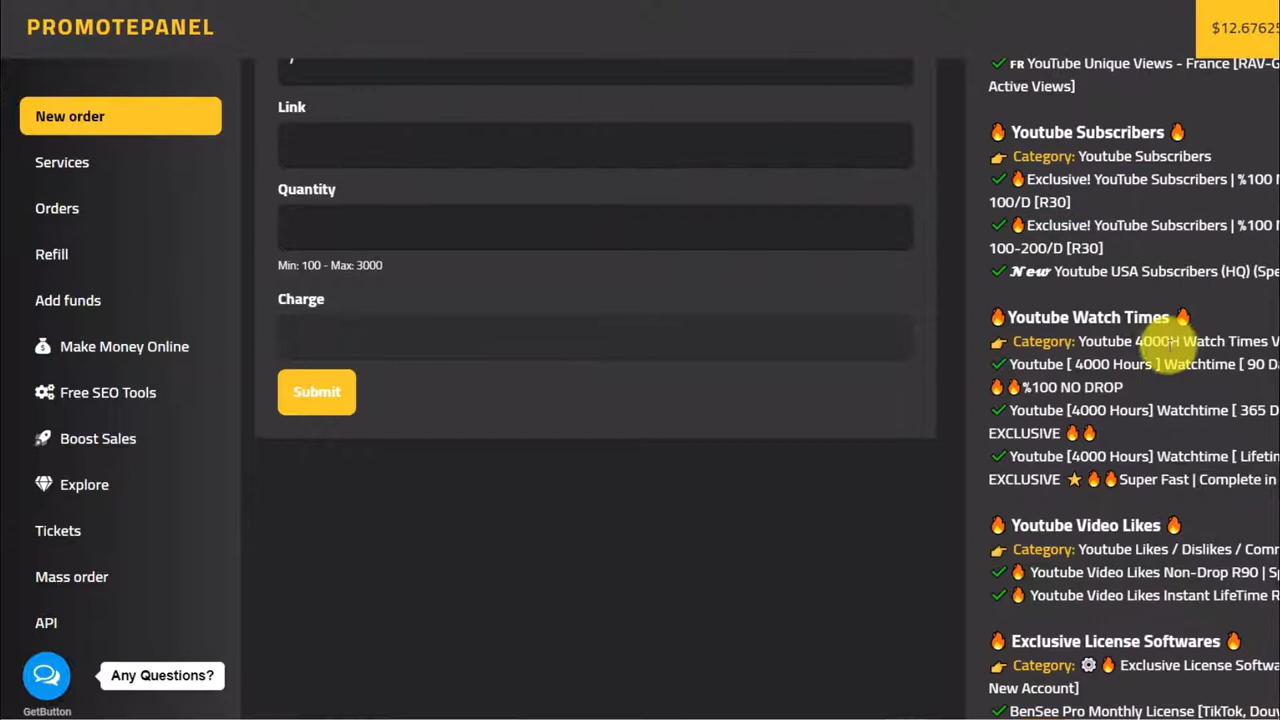 PROMOTEPANEL
$12.67625
New order
Services
Orders
Refill
Add funds
Make Money Online
Free SEO Tools
Boost Sales
Explore
Tickets
Mass order
API
Any Questions?
GetButton
Link
Quantity
Min: 100 - Max: 3000
Charge
Submit
FR YouTube Unique Views - France [RAV-G
Active Views]
🔥 Youtube Subscribers 🔥
👉 Category: Youtube Subscribers
✓ 🔥Exclusive! YouTube Subscribers | %100 N
100/D [R30]
✓ 🔥Exclusive! YouTube Subscribers | %100 N
100-200/D [R30]
✓ 𝓝𝓮𝔀 Youtube USA Subscribers (HQ) (Spe
🔥Youtube Watch Times 🔥
👉 Category: Youtube 4000H Watch Times V
✓ Youtube [ 4000 Hours ] Watchtime [ 90 Da
🔥🔥%100 NO DROP
✓ Youtube [4000 Hours] Watchtime [ 365 D
EXCLUSIVE 🔥🔥
✓ Youtube [4000 Hours] Watchtime [ Lifetim
EXCLUSIVE ⭐ 🔥🔥Super Fast | Complete in
🔥 Youtube Video Likes 🔥
👉 Category: Youtube Likes / Dislikes / Comr
✓ 🔥 Youtube Video Likes Non-Drop R90 | Sp
✓ 🔥 Youtube Video Likes Instant LifeTime R
🔥 Exclusive License Softwares 🔥
👉 Category: ⚙ 🔥 Exclusive License Softwa
New Account]
✓ BenSee Pro Monthly License [TikTok, Dou